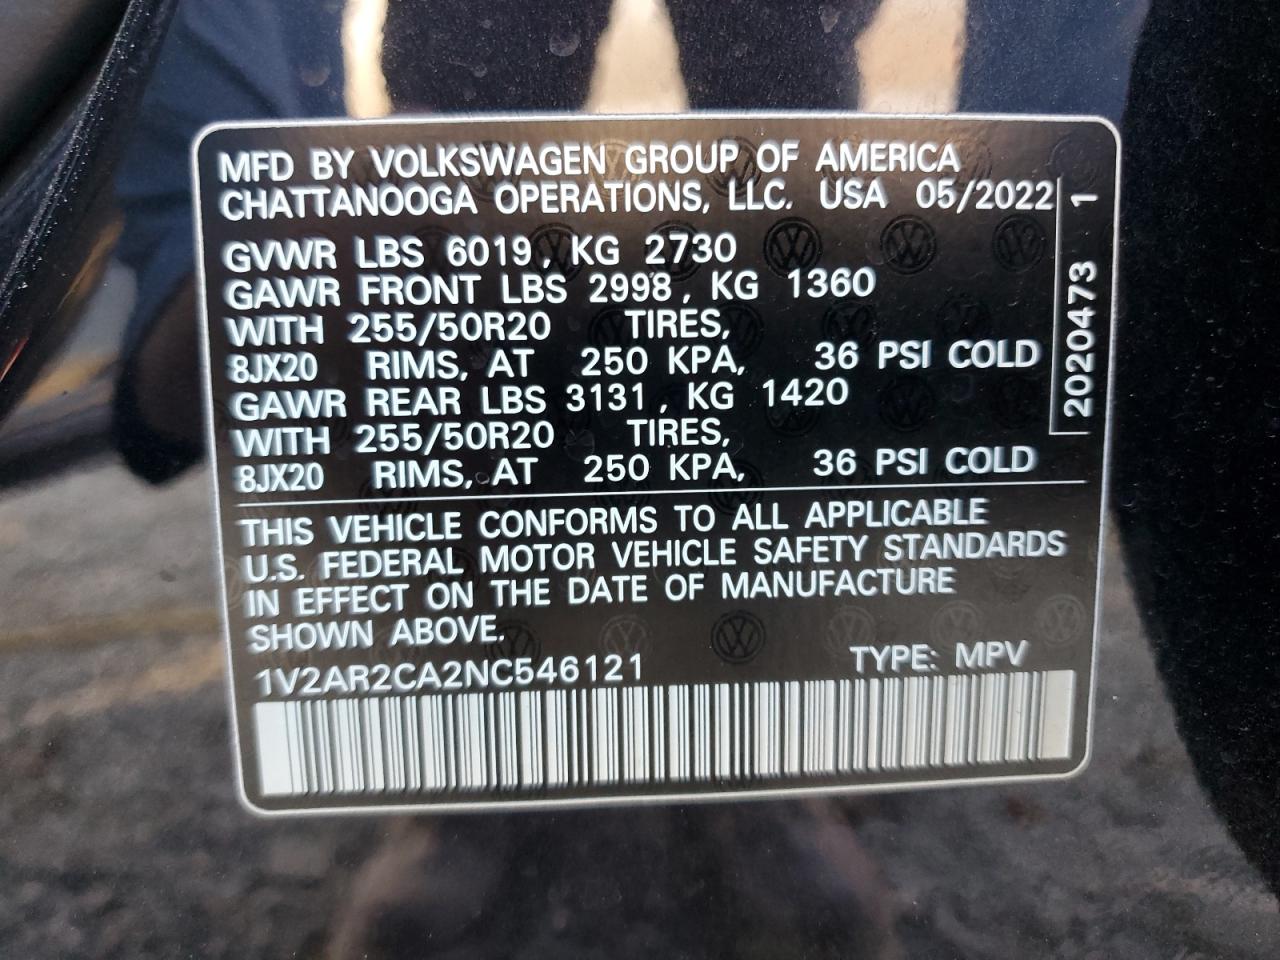 MFD BY VOLKSWAGEN GROUP OF AMERICA
CHATTANOOGA OPERATIONS, LLC. USA 05/2022
GVWR LBS 6019, KG 2730
GAWR FRONT LBS 2998, KG 1360
WITH 255/50R20 TIRES,
8JX20 RIMS, AT 250 KPA, 36 PSI COLD
GAWR REAR LBS 3131, KG 1420
WITH 255/50R20 TIRES,
8JX20 RIMS, AT 250 KPA, 36 PSI COLD
20204473 1
THIS VEHICLE CONFORMS TO ALL APPLICABLE
U.S. FEDERAL MOTOR VEHICLE SAFETY STANDARDS
IN EFFECT ON THE DATE OF MANUFACTURE
SHOWN ABOVE.
1V2AR2CA2NC546121 TYPE: MPV